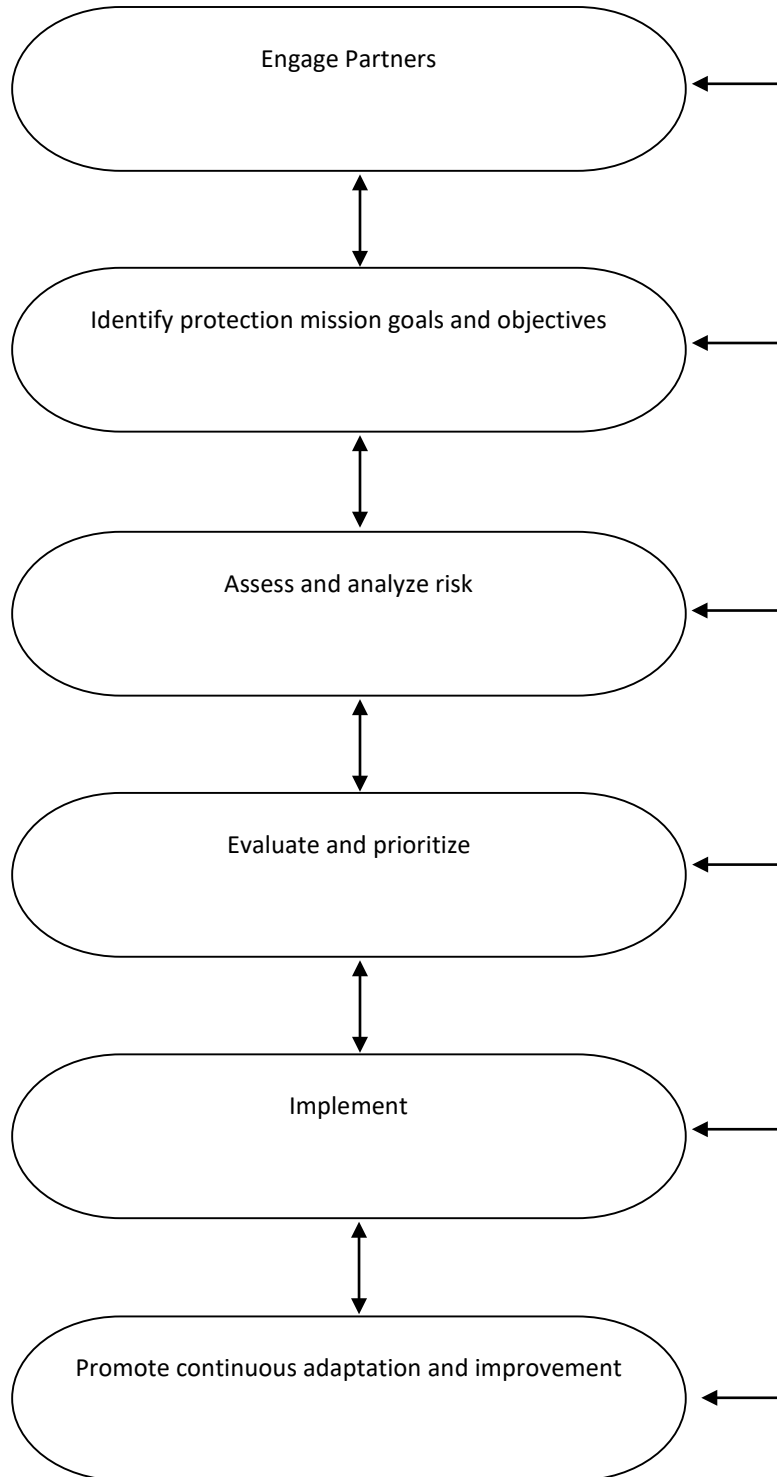 Engage Partners
Identify protection mission goals and objectives
Assess and analyze risk
Evaluate and prioritize
Implement
Promote continuous adaptation and improvement